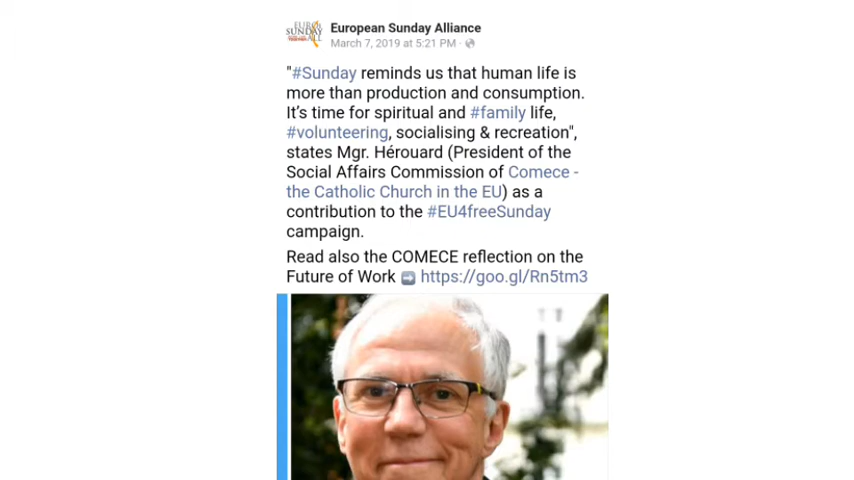 EURO
SUNDAY
ALL
European Sunday Alliance
March 7, 2019 at 5:21 PM ·
"#Sunday reminds us that human life is
more than production and consumption.
It's time for spiritual and #family life,
#volunteering, socialising & recreation",
states Mgr. Hérouard (President of the
Social Affairs Commission of Comece -
the Catholic Church in the EU) as a
contribution to the #EU4freeSunday
campaign.
Read also the COMECE reflection on the
Future of Work ➡ https://goo.gl/Rn5tm3